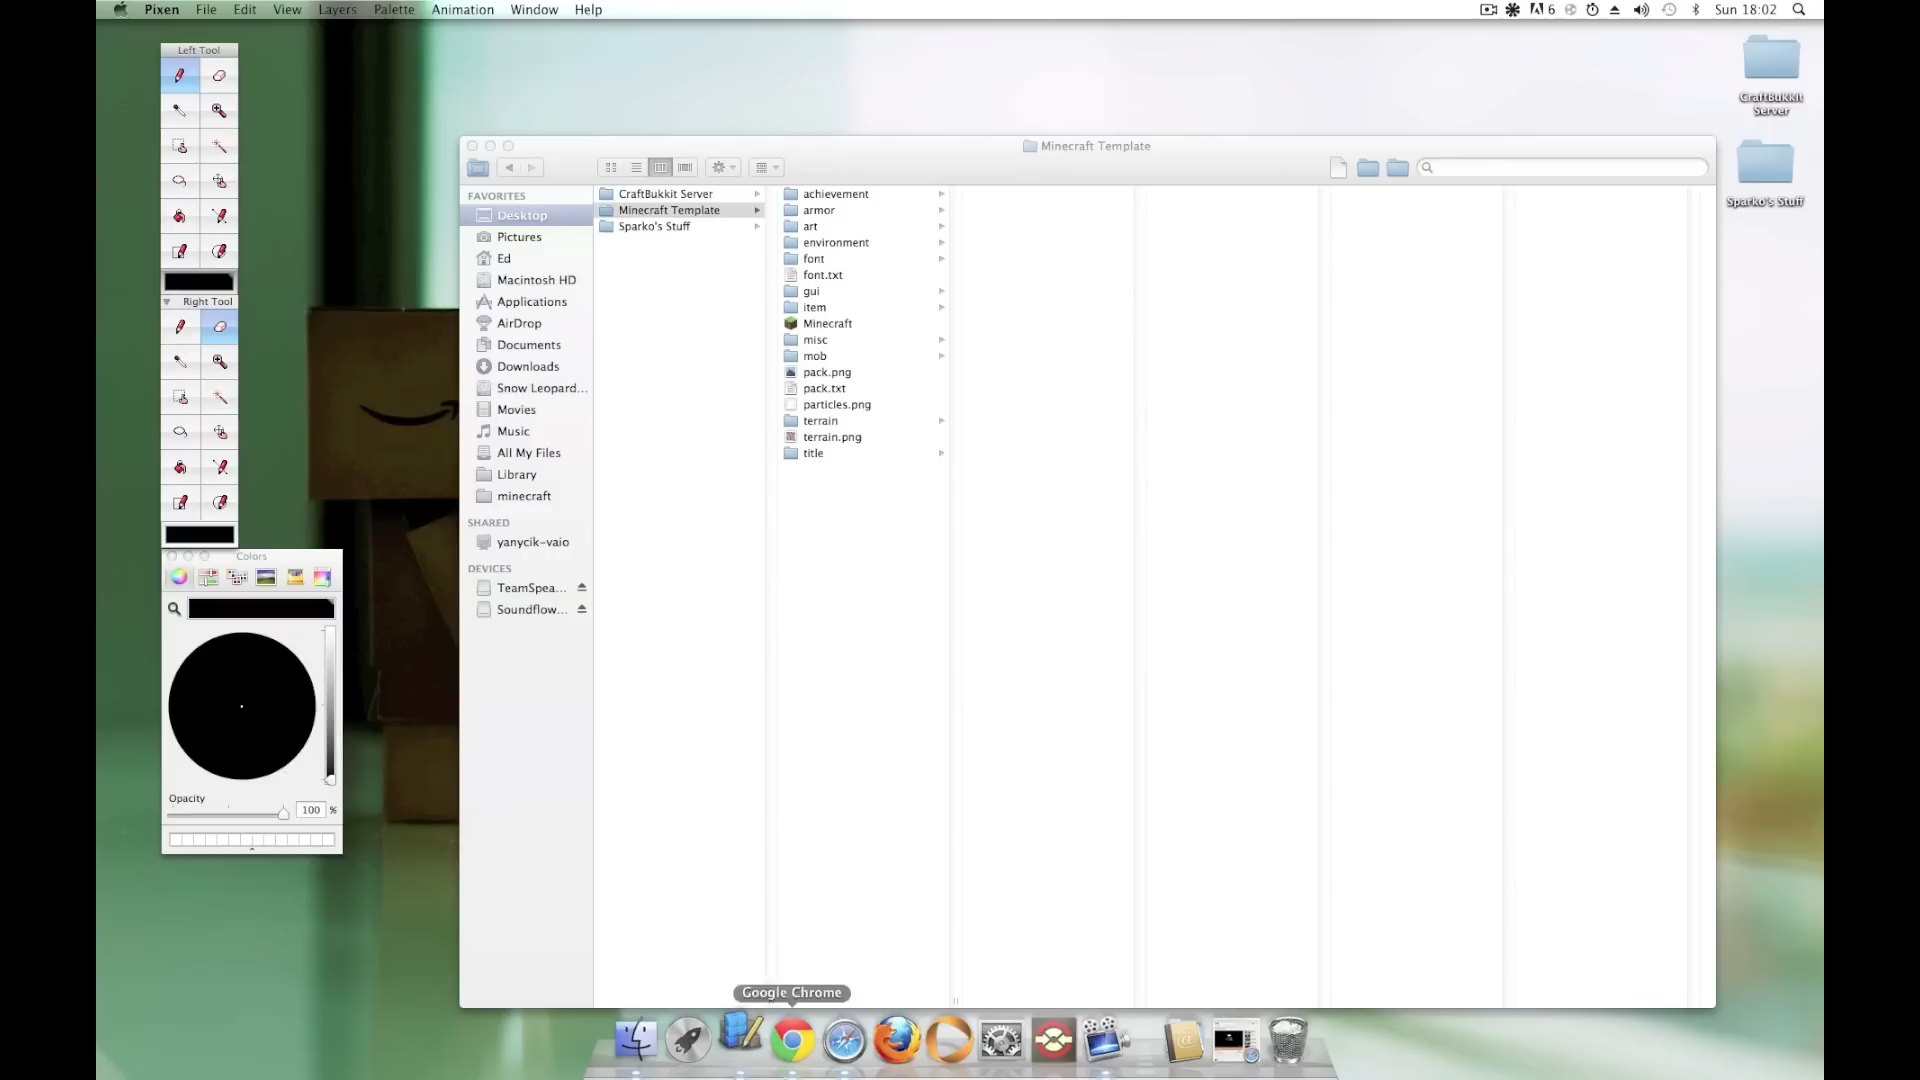 Pixen File Edit View Layers Palette Animation Window Help
6 Sun 18:02
Left Tool
Right Tool
Colors
Opacity
100 %
Minecraft Template
FAVORITES
Desktop
Pictures
Ed
Macintosh HD
Applications
AirDrop
Documents
Downloads
Snow Leopard...
Movies
Music
All My Files
Library
minecraft
SHARED
yanycik-vaio
DEVICES
TeamSpea...
Soundflow...
CraftBukkit Server
Minecraft Template
Sparko's Stuff
achievement
armor
art
environment
font
font.txt
gui
item
Minecraft
misc
mob
pack.png
pack.txt
particles.png
terrain
terrain.png
title
CraftBukkit
Server
Sparko's Stuff
Google Chrome